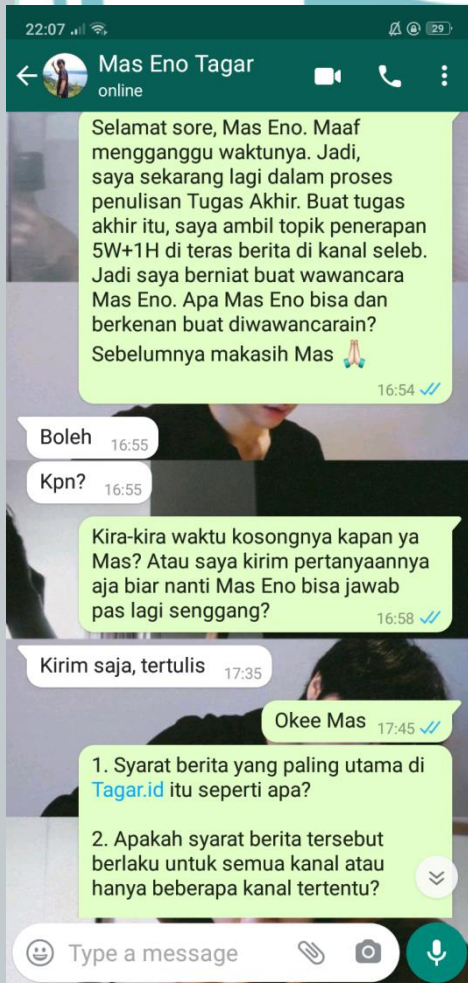 22:07
29
Mas Eno Tagar
online
Selamat sore, Mas Eno. Maaf
mengganggu waktunya. Jadi,
saya sekarang lagi dalam proses
penulisan Tugas Akhir. Buat tugas
akhir itu, saya ambil topik penerapan
5W+1H di teras berita di kanal seleb.
Jadi saya berniat buat wawancara
Mas Eno. Apa Mas Eno bisa dan
berkenan buat diwawancarain?
Sebelumnya makasih Mas 🙏🏻
16:54
Boleh 16:55
Kpn? 16:55
Kira-kira waktu kosongnya kapan ya
Mas? Atau saya kirim pertanyaannya
aja biar nanti Mas Eno bisa jawab
pas lagi senggang?
16:58
Kirim saja, tertulis 17:35
Okee Mas 17:45
1. Syarat berita yang paling utama di
Tagar.id itu seperti apa?
2. Apakah syarat berita tersebut
berlaku untuk semua kanal atau
hanya beberapa kanal tertentu?
Type a message